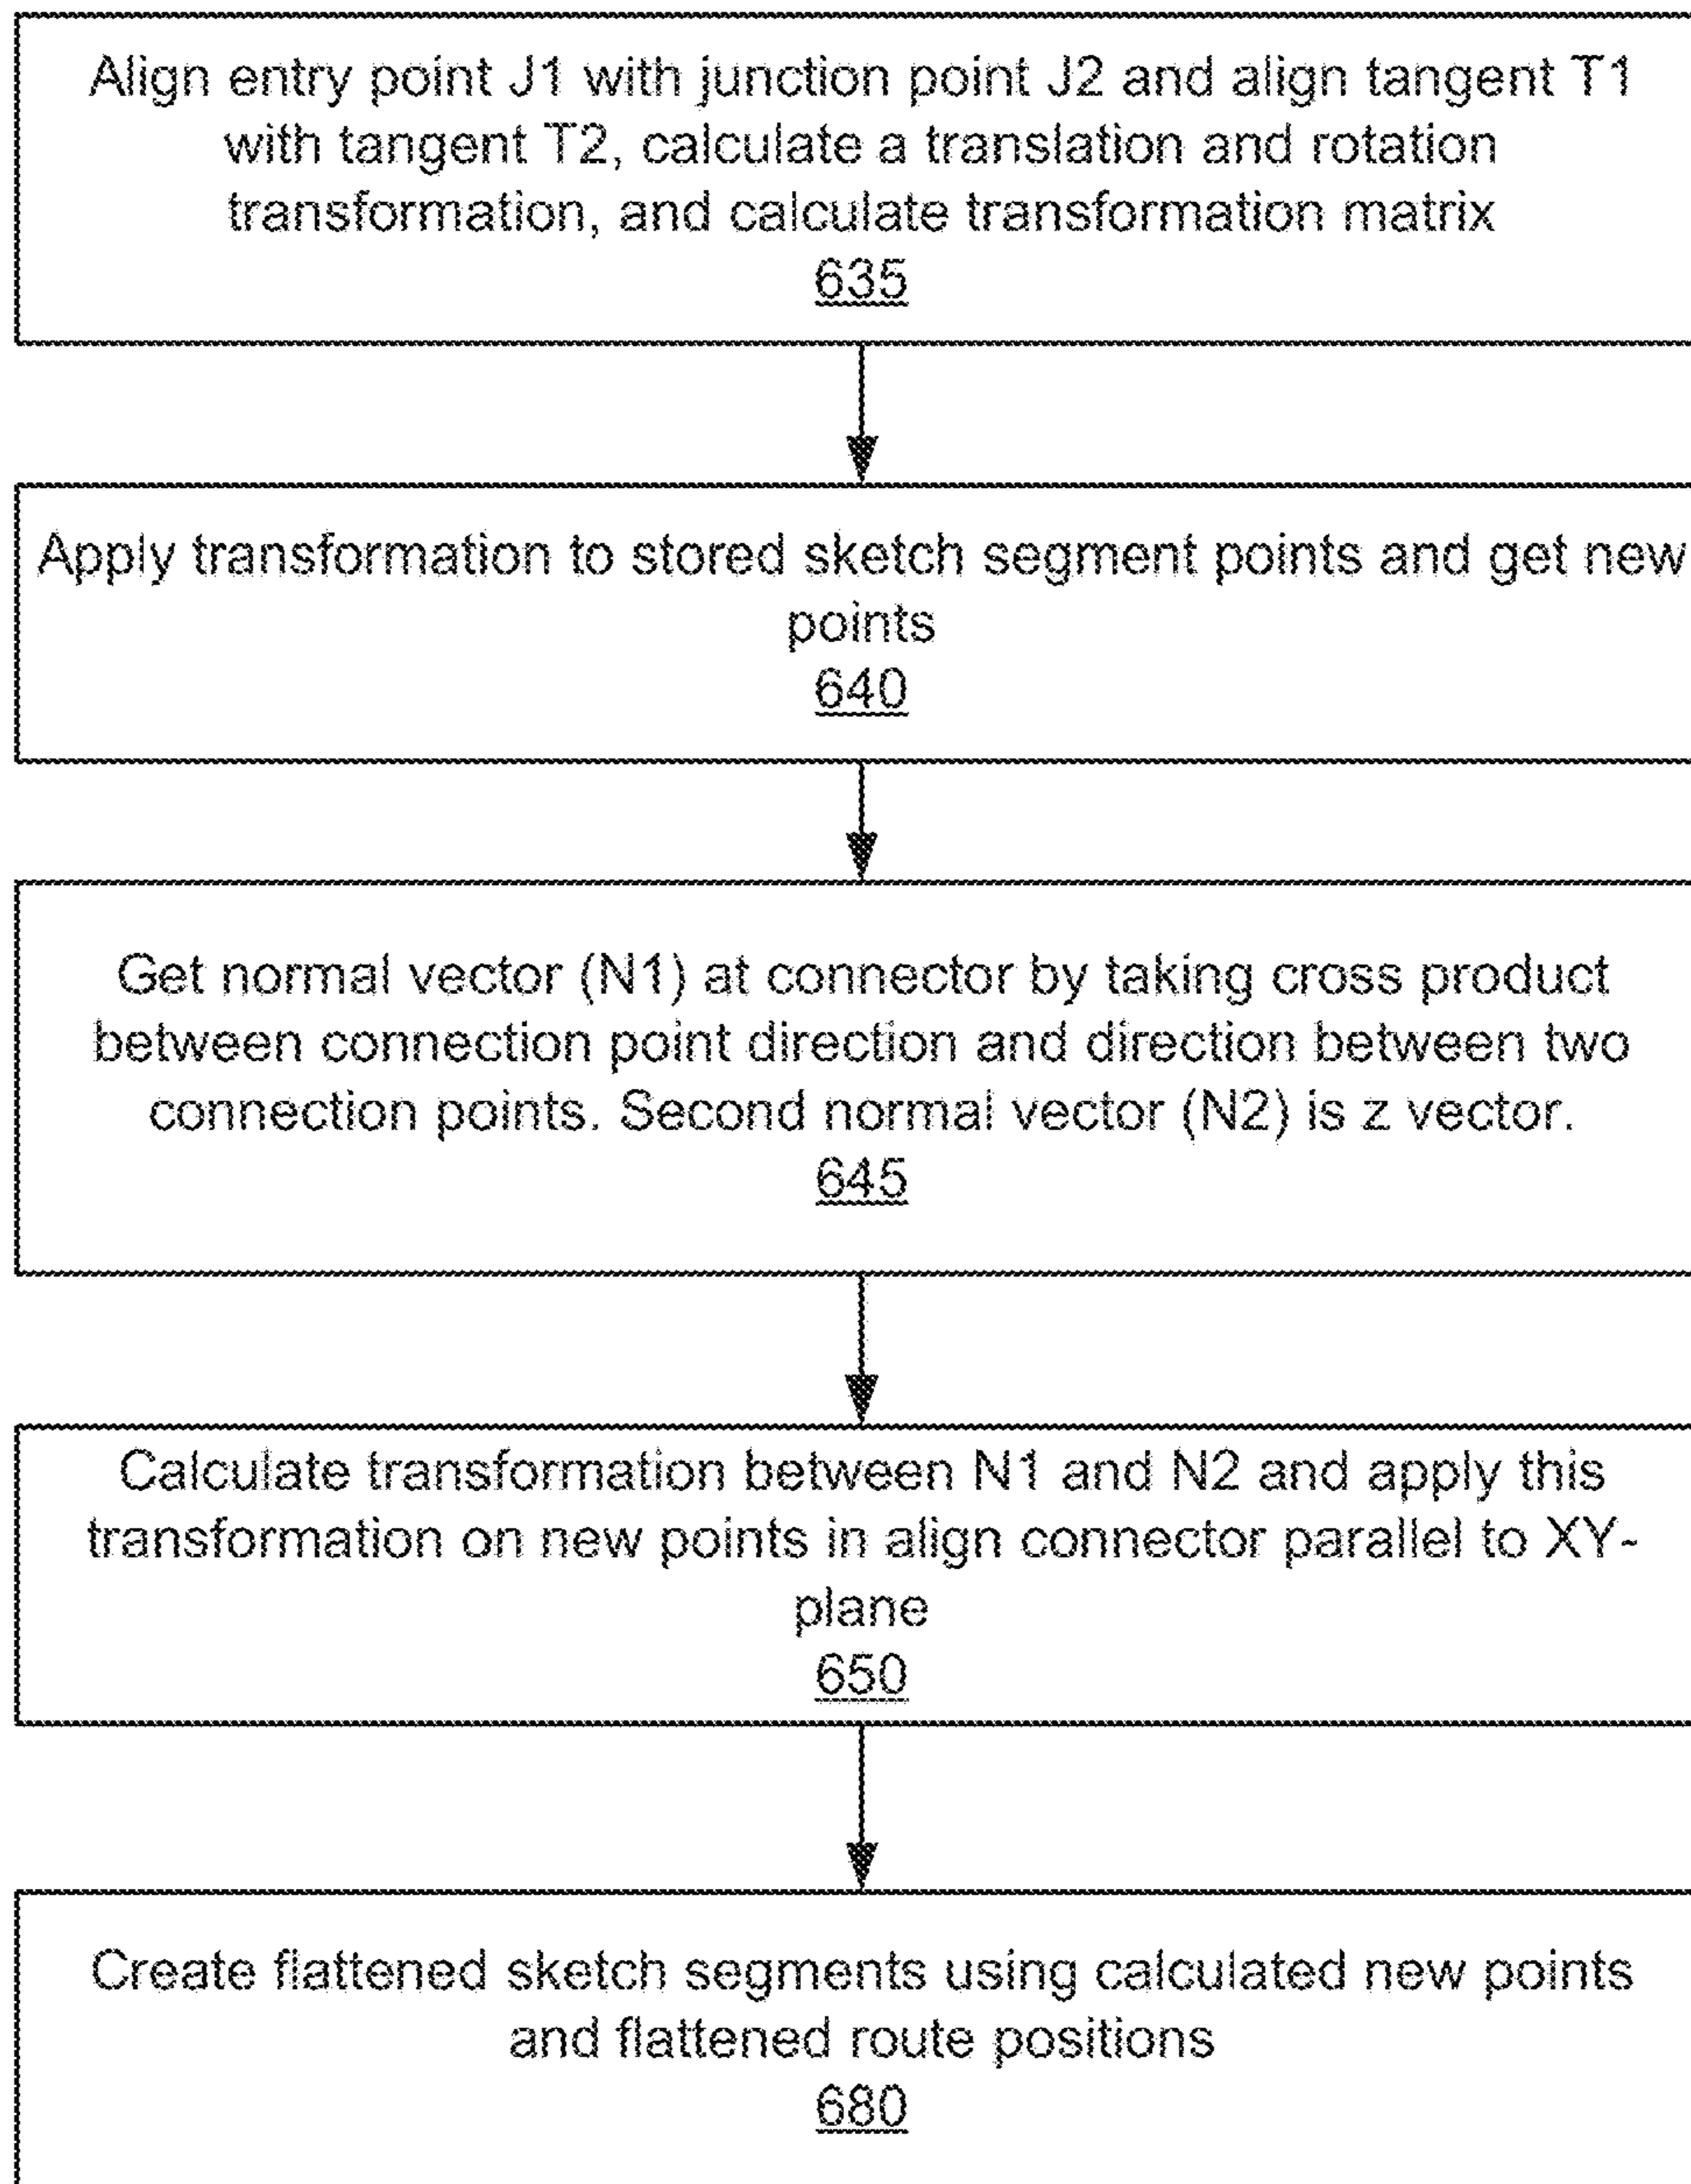 Align entry point J1 with junction point J2 and align tangent T1
with tangent T2, calculate a translation and rotation
transformation, and calculate transformation matrix
635
Apply transformation to stored sketch segment points and get new
points
640
Get normal vector (N1) at connector by taking cross product
between connection point direction and direction between two
connection points. Second normal vector (N2) is z vector.
645
Calculate transformation between N1 and N2 and apply this
transformation on new points in align connector parallel to XY-
plane
650
Create flattened sketch segments using calculated new points
and flattened route positions
680